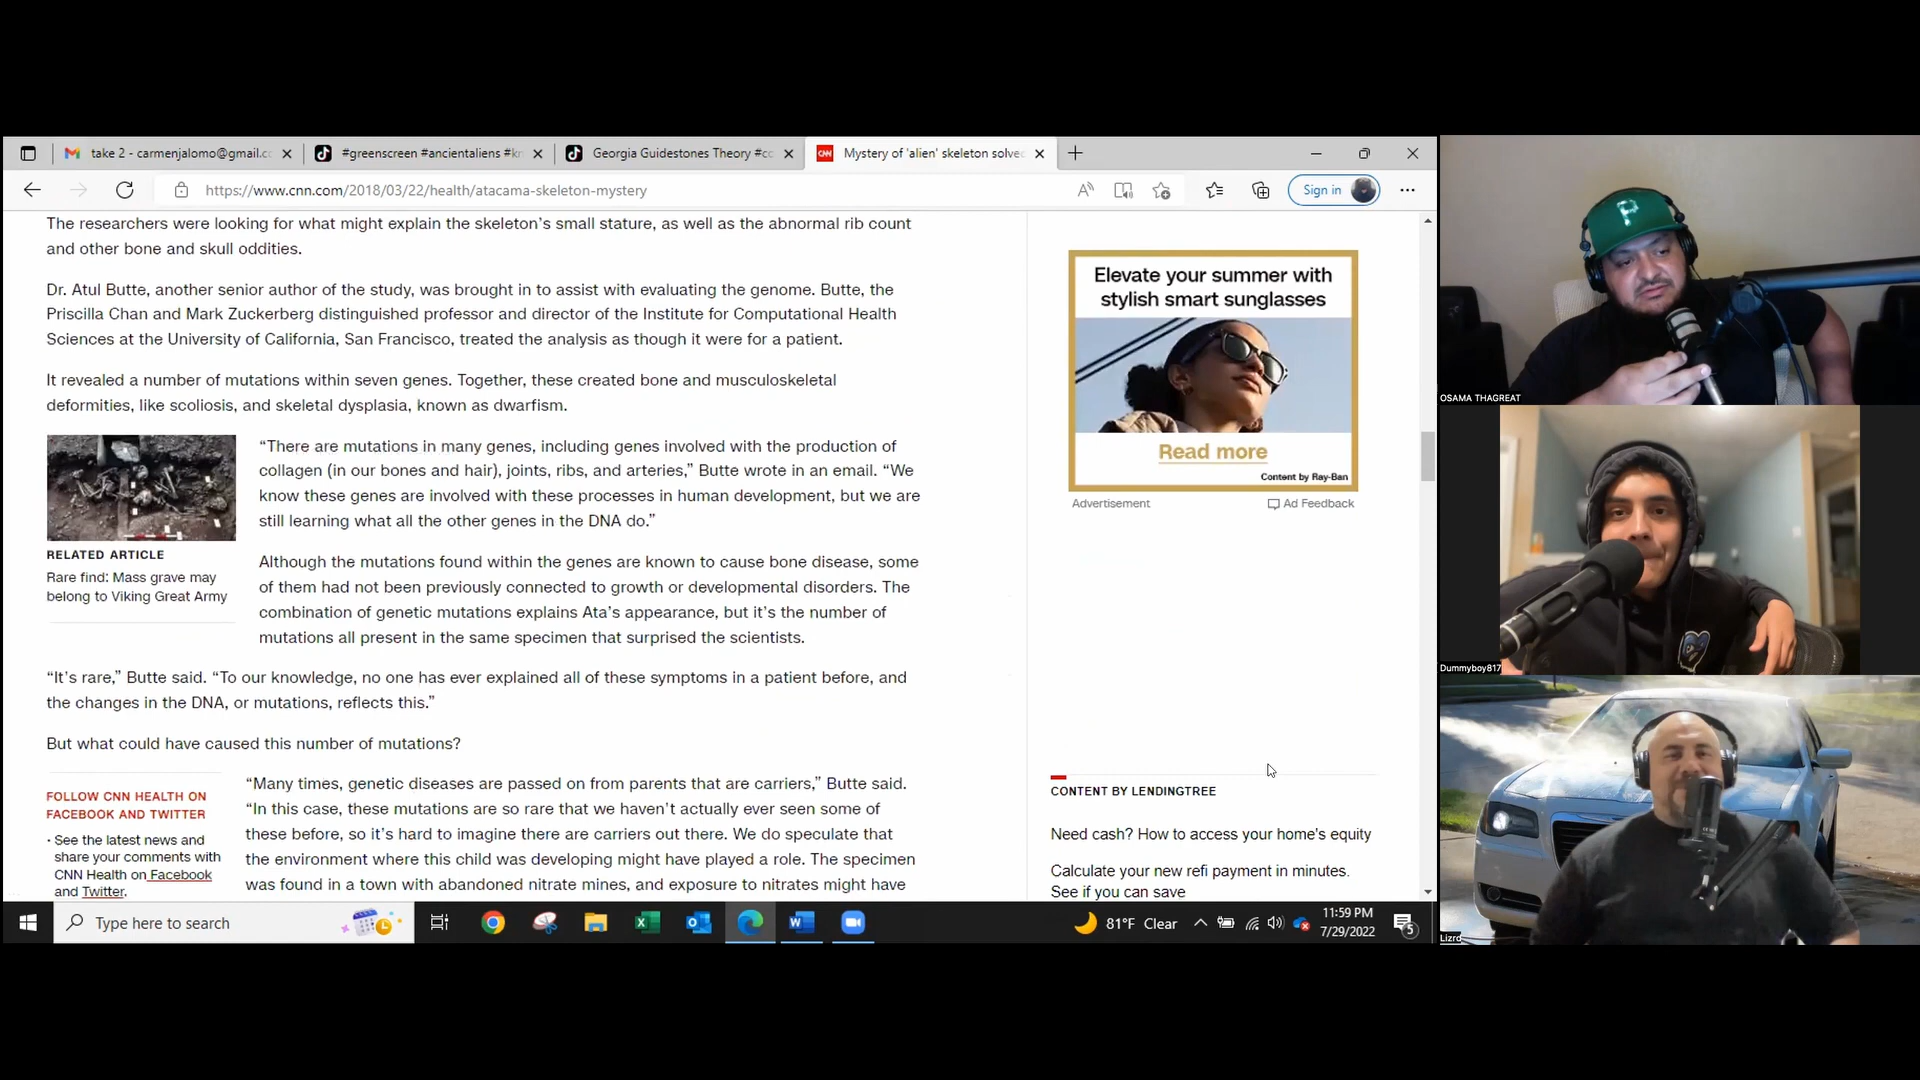 take 2 - carmenjalomo@gmail.c
#greenscreen #ancientaliens #kr
Georgia Guidestones Theory #co
CNN
Mystery of 'alien' skeleton solve
https://www.cnn.com/2018/03/22/health/atacama-skeleton-mystery
Sign in
The researchers were looking for what might explain the skeleton's small stature, as well as the abnormal rib count
and other bone and skull oddities.
Dr. Atul Butte, another senior author of the study, was brought in to assist with evaluating the genome. Butte, the
Priscilla Chan and Mark Zuckerberg distinguished professor and director of the Institute for Computational Health
Sciences at the University of California, San Francisco, treated the analysis as though it were for a patient.
It revealed a number of mutations within seven genes. Together, these created bone and musculoskeletal
deformities, like scoliosis, and skeletal dysplasia, known as dwarfism.
“There are mutations in many genes, including genes involved with the production of
collagen (in our bones and hair), joints, ribs, and arteries,” Butte wrote in an email. “We
know these genes are involved with these processes in human development, but we are
still learning what all the other genes in the DNA do.”
RELATED ARTICLE
Rare find: Mass grave may
belong to Viking Great Army
Although the mutations found within the genes are known to cause bone disease, some
of them had not been previously connected to growth or developmental disorders. The
combination of genetic mutations explains Ata’s appearance, but it’s the number of
mutations all present in the same specimen that surprised the scientists.
“It’s rare,” Butte said. “To our knowledge, no one has ever explained all of these symptoms in a patient before, and
the changes in the DNA, or mutations, reflects this.”
But what could have caused this number of mutations?
FOLLOW CNN HEALTH ON
FACEBOOK AND TWITTER
· See the latest news and
share your comments with
CNN Health on Facebook
and Twitter.
“Many times, genetic diseases are passed on from parents that are carriers,” Butte said.
“In this case, these mutations are so rare that we haven’t actually ever seen some of
these before, so it’s hard to imagine there are carriers out there. We do speculate that
the environment where this child was developing might have played a role. The specimen
was found in a town with abandoned nitrate mines, and exposure to nitrates might have
Elevate your summer with
stylish smart sunglasses
Read more
Content by Ray-Ban
Advertisement
Ad Feedback
CONTENT BY LENDINGTREE
Need cash? How to access your home’s equity
Calculate your new refi payment in minutes.
See if you can save
Type here to search
81°F Clear
11:59 PM
7/29/2022
5
P
OSAMA THAGREAT
Dummyboy817
Lizrd